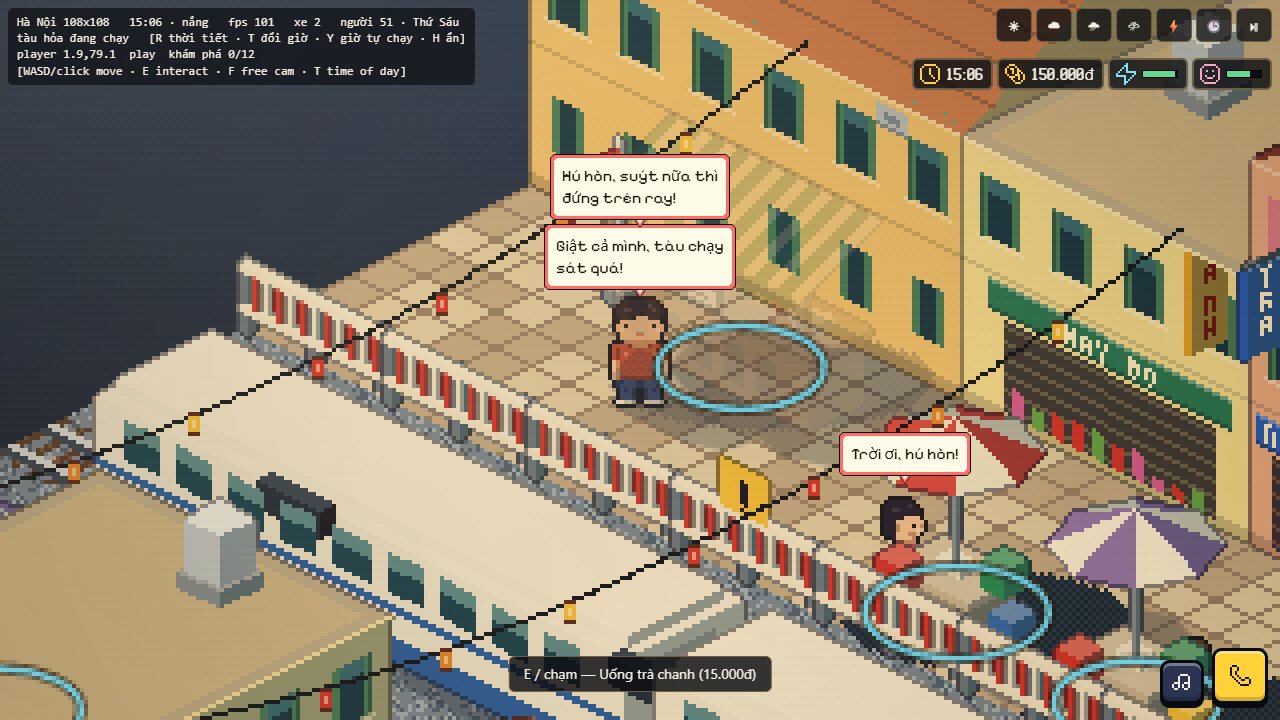 Hà Nội 108x108 15:06 · nắng fps 101 xe 2 người 51 · Thứ Sáu
tàu hỏa đang chạy [R thời tiết · T đổi giờ · Y giờ tự chạy · H ẩn]
player 1.9,79.1 play khám phá 0/12
[WASD/click move · E interact · F free cam · T time of day]
15:06
150.000đ
Hú hồn, suýt nữa thì
đứng trên ray!
Giật cả mình, tàu chạy
sát quá!
Trời ơi, hú hồn!
MAY ĐO
E / chạm — Uống trà chanh (15.000đ)